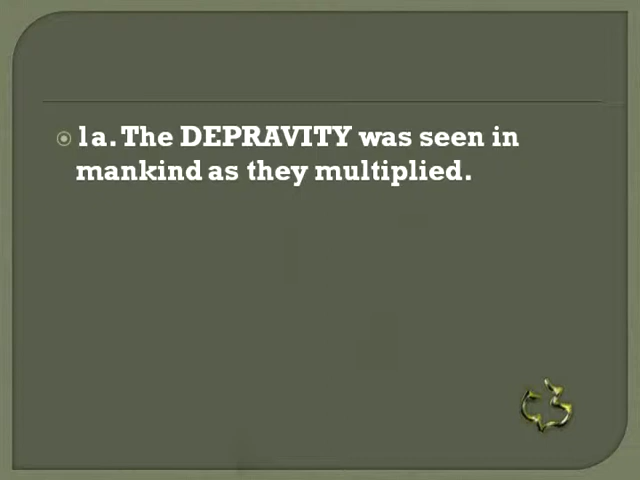 1a. The DEPRAVITY was seen in
mankind as they multiplied.